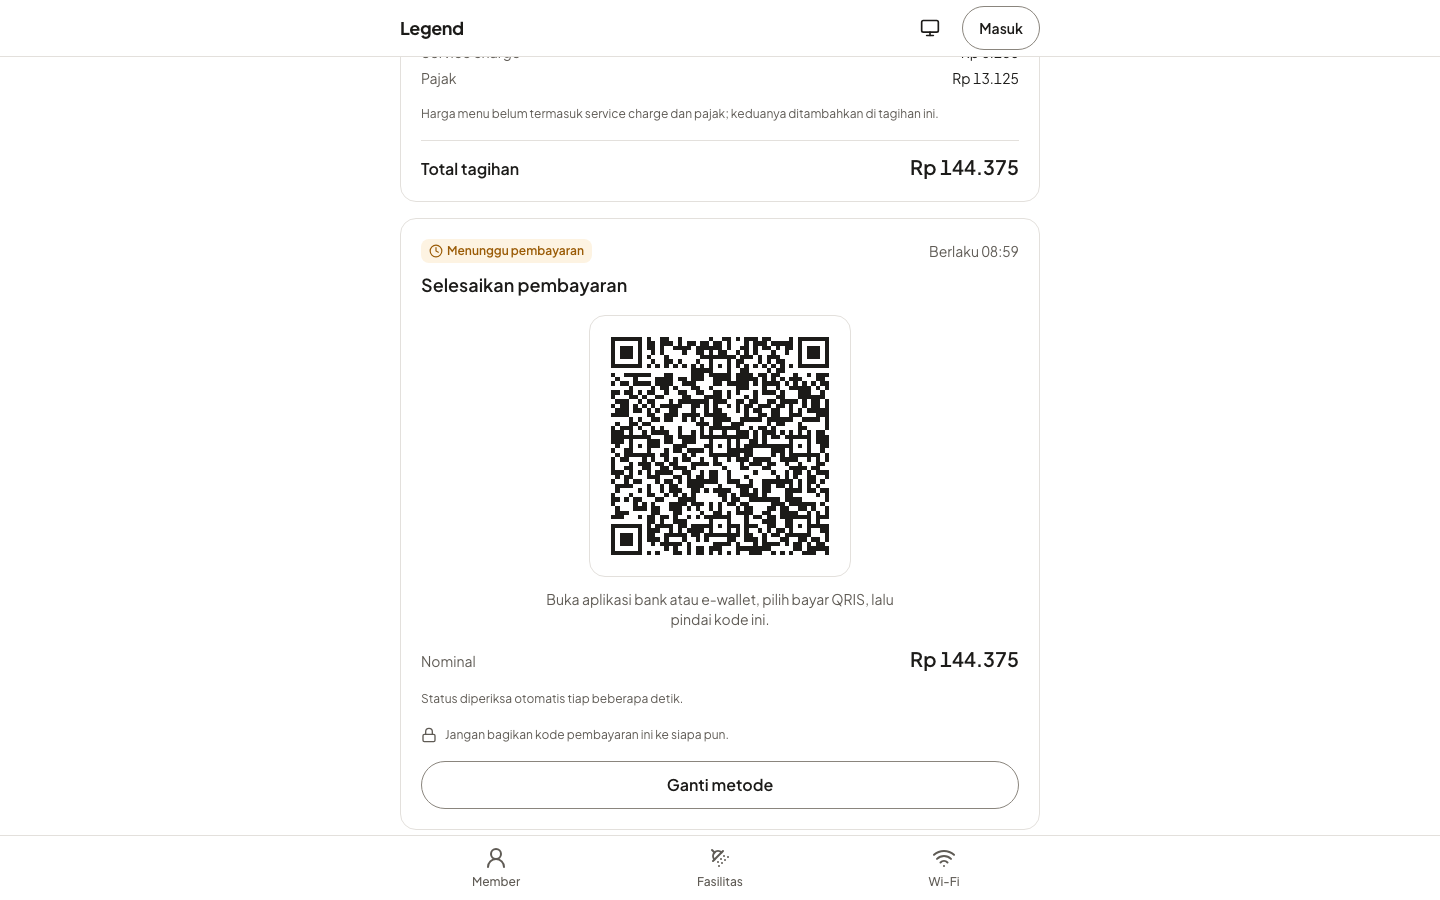 Legend
Masuk
Pajak
Rp 13.125
Harga menu belum termasuk service charge dan pajak; keduanya ditambahkan di tagihan ini.
Total tagihan
Rp 144.375
Menunggu pembayaran
Berlaku 08:59
Selesaikan pembayaran
Buka aplikasi bank atau e-wallet, pilih bayar QRIS, lalu
pindai kode ini.
Nominal
Rp 144.375
Status diperiksa otomatis tiap beberapa detik.
Jangan bagikan kode pembayaran ini ke siapa pun.
Ganti metode
Member
Fasilitas
Wi-Fi